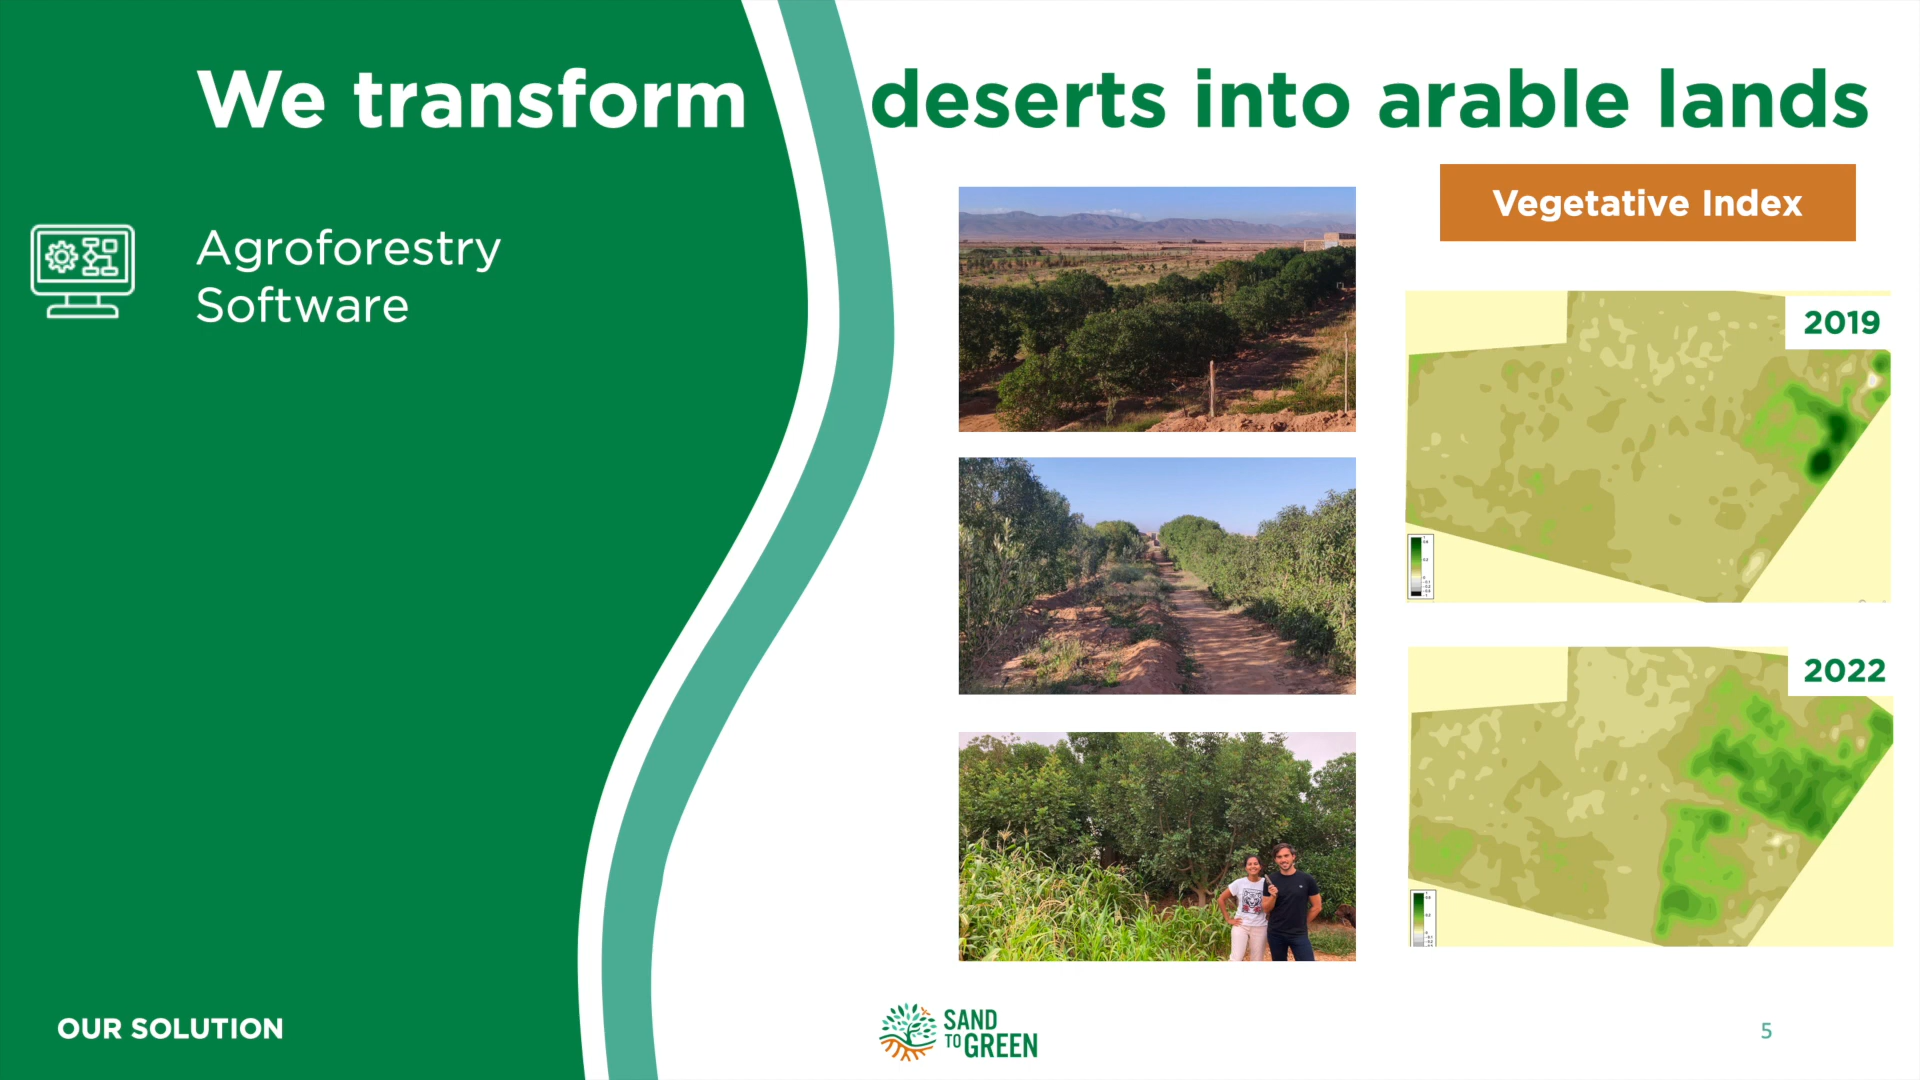 We transform deserts into arable lands
Agroforestry
Software
Vegetative Index
2019
2022
OUR SOLUTION
SAND
TO GREEN
5